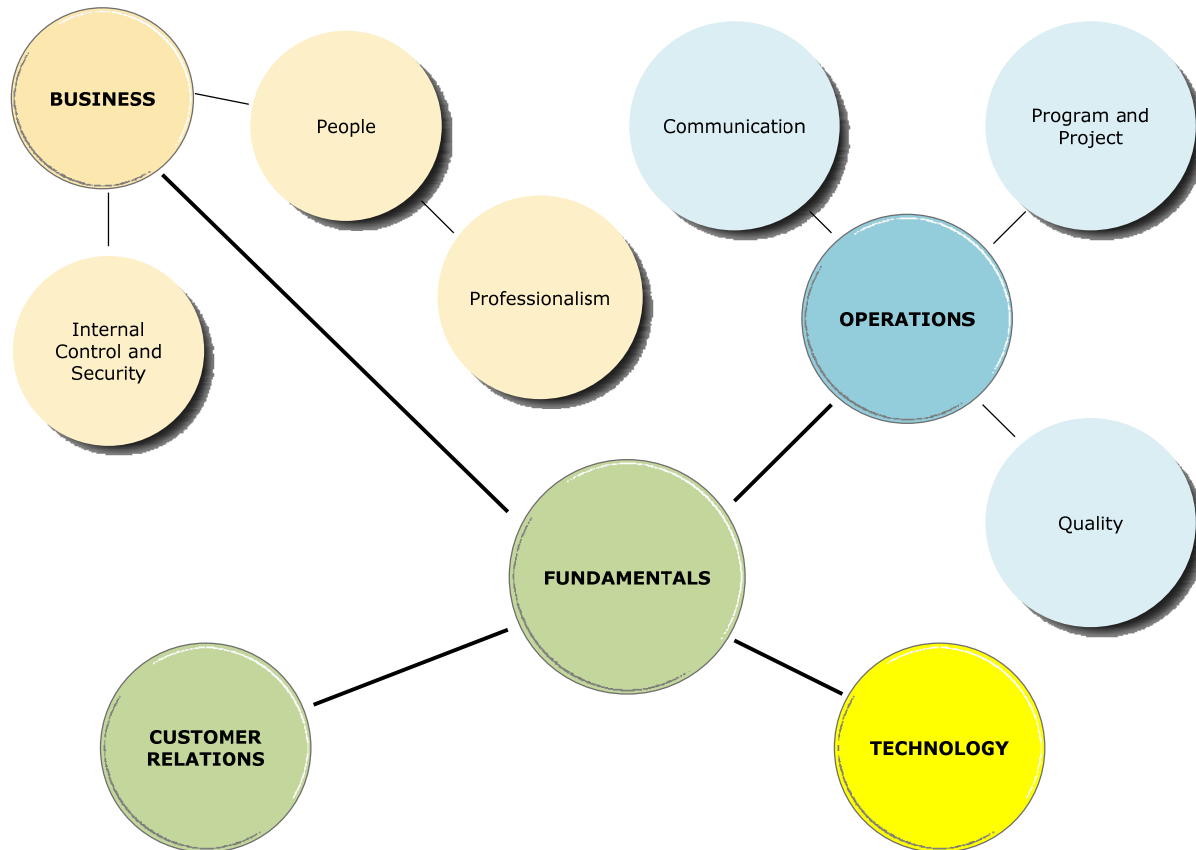 BUSINESS
People
Communication
Program and
Project
Professionalism
OPERATIONS
Internal
Control and
Security
Quality
FUNDAMENTALS
CUSTOMER
RELATIONS
TECHNOLOGY